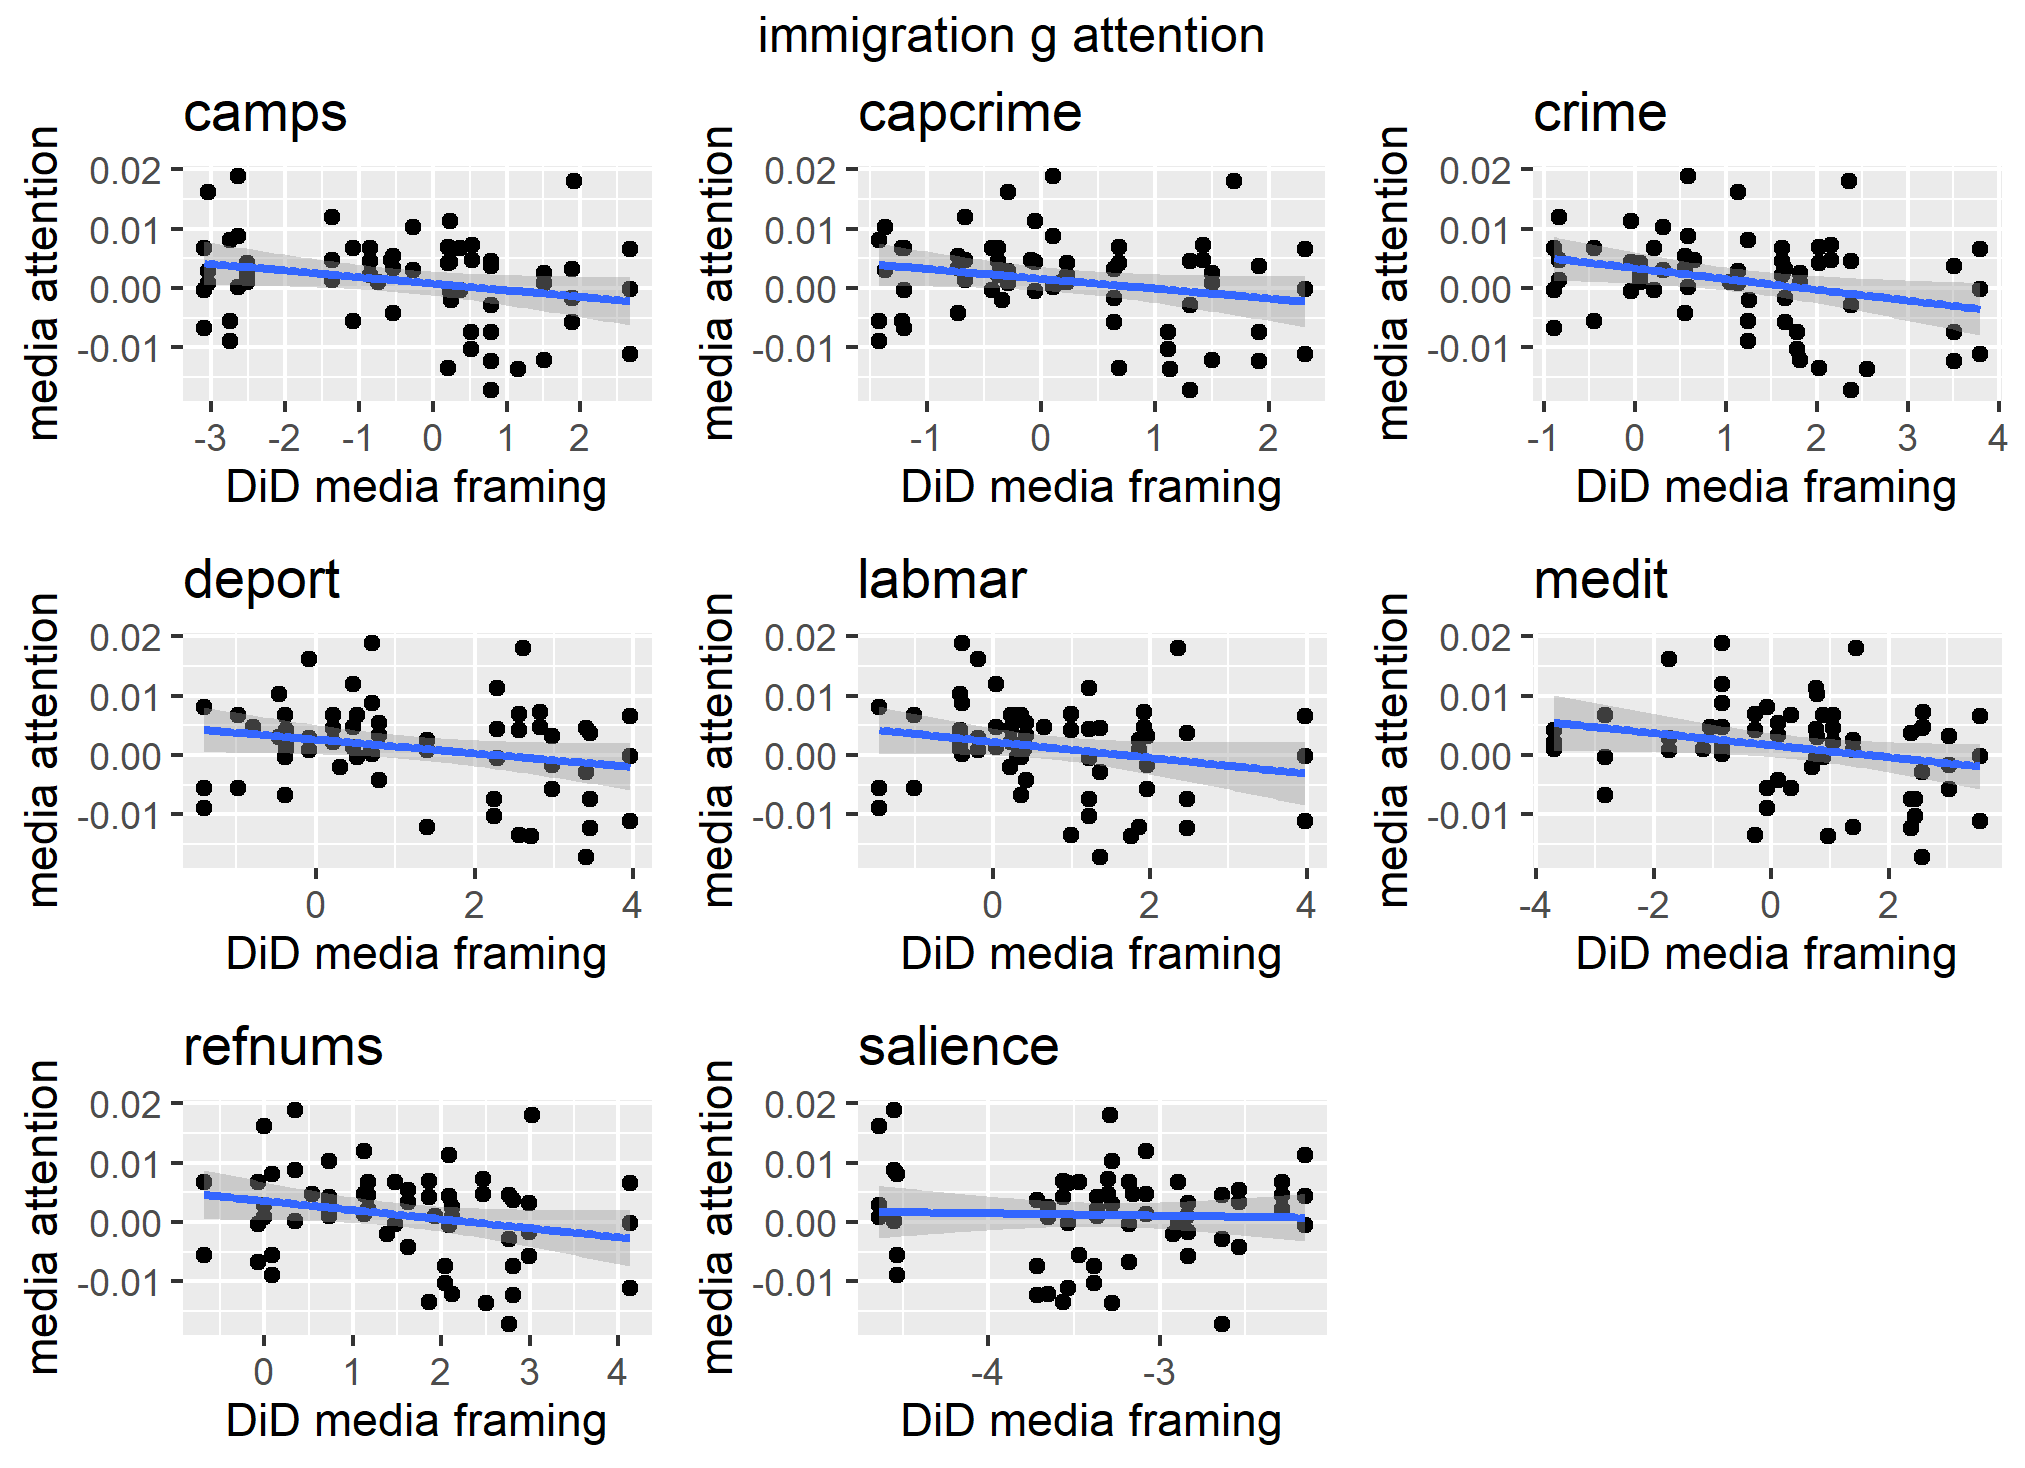 immigration g attention
camps
capcrime
crime
media attention
0.02
0.01
0.00
-0.01
-3 -2 -1 0 1 2
DiD media framing
media attention
0.02
0.01
0.00
-0.01
-1 0 1 2
DiD media framing
media attention
0.02
0.01
0.00
-0.01
-1 0 1 2 3 4
DiD media framing
deport
labmar
medit
media attention
0.02
0.01
0.00
-0.01
0 2 4
DiD media framing
media attention
0.02
0.01
0.00
-0.01
0 2 4
DiD media framing
media attention
0.02
0.01
0.00
-0.01
-4 -2 0 2
DiD media framing
refnums
salience
media attention
0.02
0.01
0.00
-0.01
0 1 2 3 4
DiD media framing
media attention
0.02
0.01
0.00
-0.01
-4 -3
DiD media framing